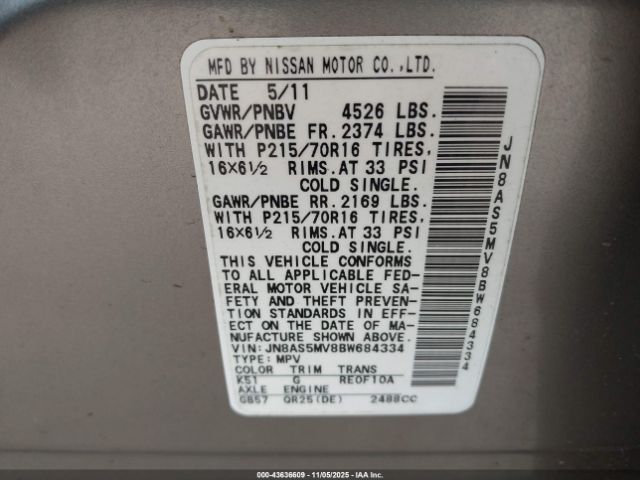 MFD BY NISSAN MOTOR CO.,LTD.
DATE 5/11
GVWR/PNBV 4526 LBS.
GAWR/PNBE FR. 2374 LBS.
WITH P215/70R16 TIRES,
16×6½ RIMS. AT 33 PSI
COLD SINGLE.
GAWR/PNBE RR. 2169 LBS.
WITH P215/70R16 TIRES,
16×6½ RIMS. AT 33 PSI
COLD SINGLE.
THIS VEHICLE CONFORMS
TO ALL APPLICABLE FED-
ERAL MOTOR VEHICLE SA-
FETY AND THEFT PREVEN-
TION STANDARDS IN EFF-
ECT ON THE DATE OF MA-
NUFACTURE SHOWN ABOVE.
VIN: JN8AS5MV8BW684334
TYPE: MPV
COLOR TRIM TRANS
K51 G RE0F10A
AXLE ENGINE
GB57 QR25(DE) 2488CC
JN8AS5MV8BW684334
000-43636609 - 11/05/2025 - COPART.COM